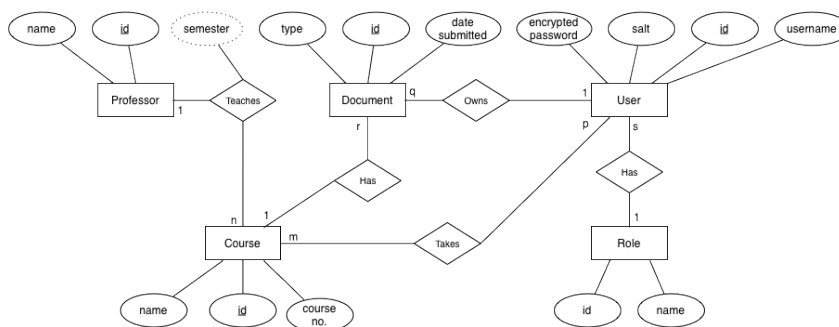 name
id
semester
type
id
date
submitted
encrypted
password
salt
id
username
Professor
1
Teaches
Document
q
Owns
1
User
r
p
s
Has
Has
n
1
1
Course
m
Takes
Role
name
id
course
no.
id
name